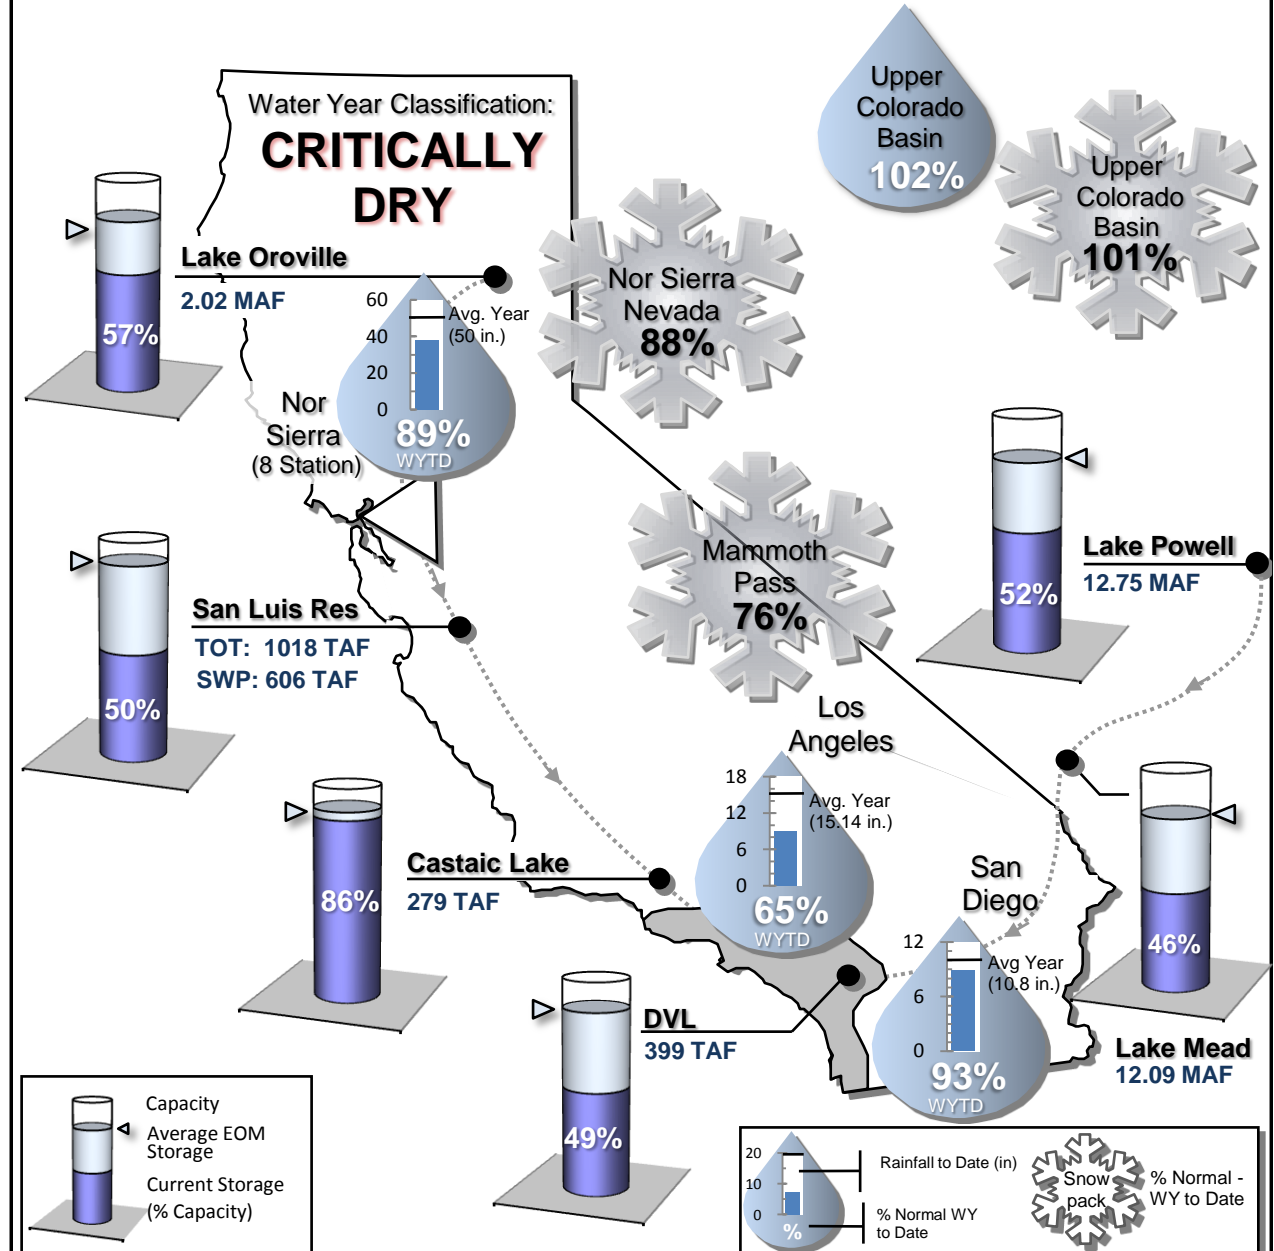 Upper
Colorado
Basin
102%
Upper
Colorado
Basin
101%
Water Year Classification:
CRITICALLY
DRY
Lake Oroville
2.02 MAF
57%
60
40
20
0
Avg. Year
(50 in.)
89%
WYTD
Nor
Sierra
(8 Station)
Nor Sierra
Nevada
88%
Mammoth
Pass
76%
Lake Powell
12.75 MAF
52%
San Luis Res
TOT: 1018 TAF
SWP: 606 TAF
50%
Los
Angeles
18
12
6
0
Avg. Year
(15.14 in.)
65%
WYTD
Castaic Lake
279 TAF
86%
San
Diego
12
6
0
Avg Year
(10.8 in.)
93%
WYTD
46%
Lake Mead
12.09 MAF
DVL
399 TAF
49%
Capacity
Average EOM
Storage
Current Storage
(% Capacity)
20
10
0
%
Rainfall to Date (in)
% Normal WY
to Date
Snow
pack
% Normal -
WY to Date